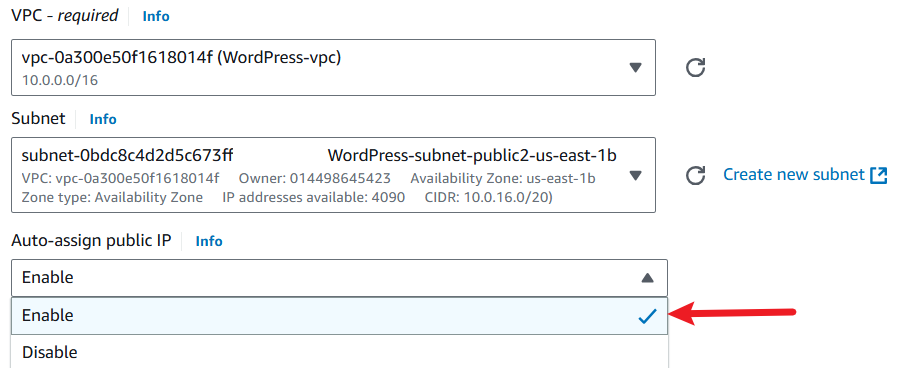 VPC - required Info
vpc-0a300e50f1618014f (WordPress-vpc)
10.0.0.0/16
Subnet Info
subnet-0bdc8c4d2d5c673ff WordPress-subnet-public2-us-east-1b
VPC: vpc-0a300e50f1618014f Owner: 014498645423 Availability Zone: us-east-1b
Zone type: Availability Zone IP addresses available: 4090 CIDR: 10.0.16.0/20)
Create new subnet
Auto-assign public IP Info
Enable
Enable
Disable